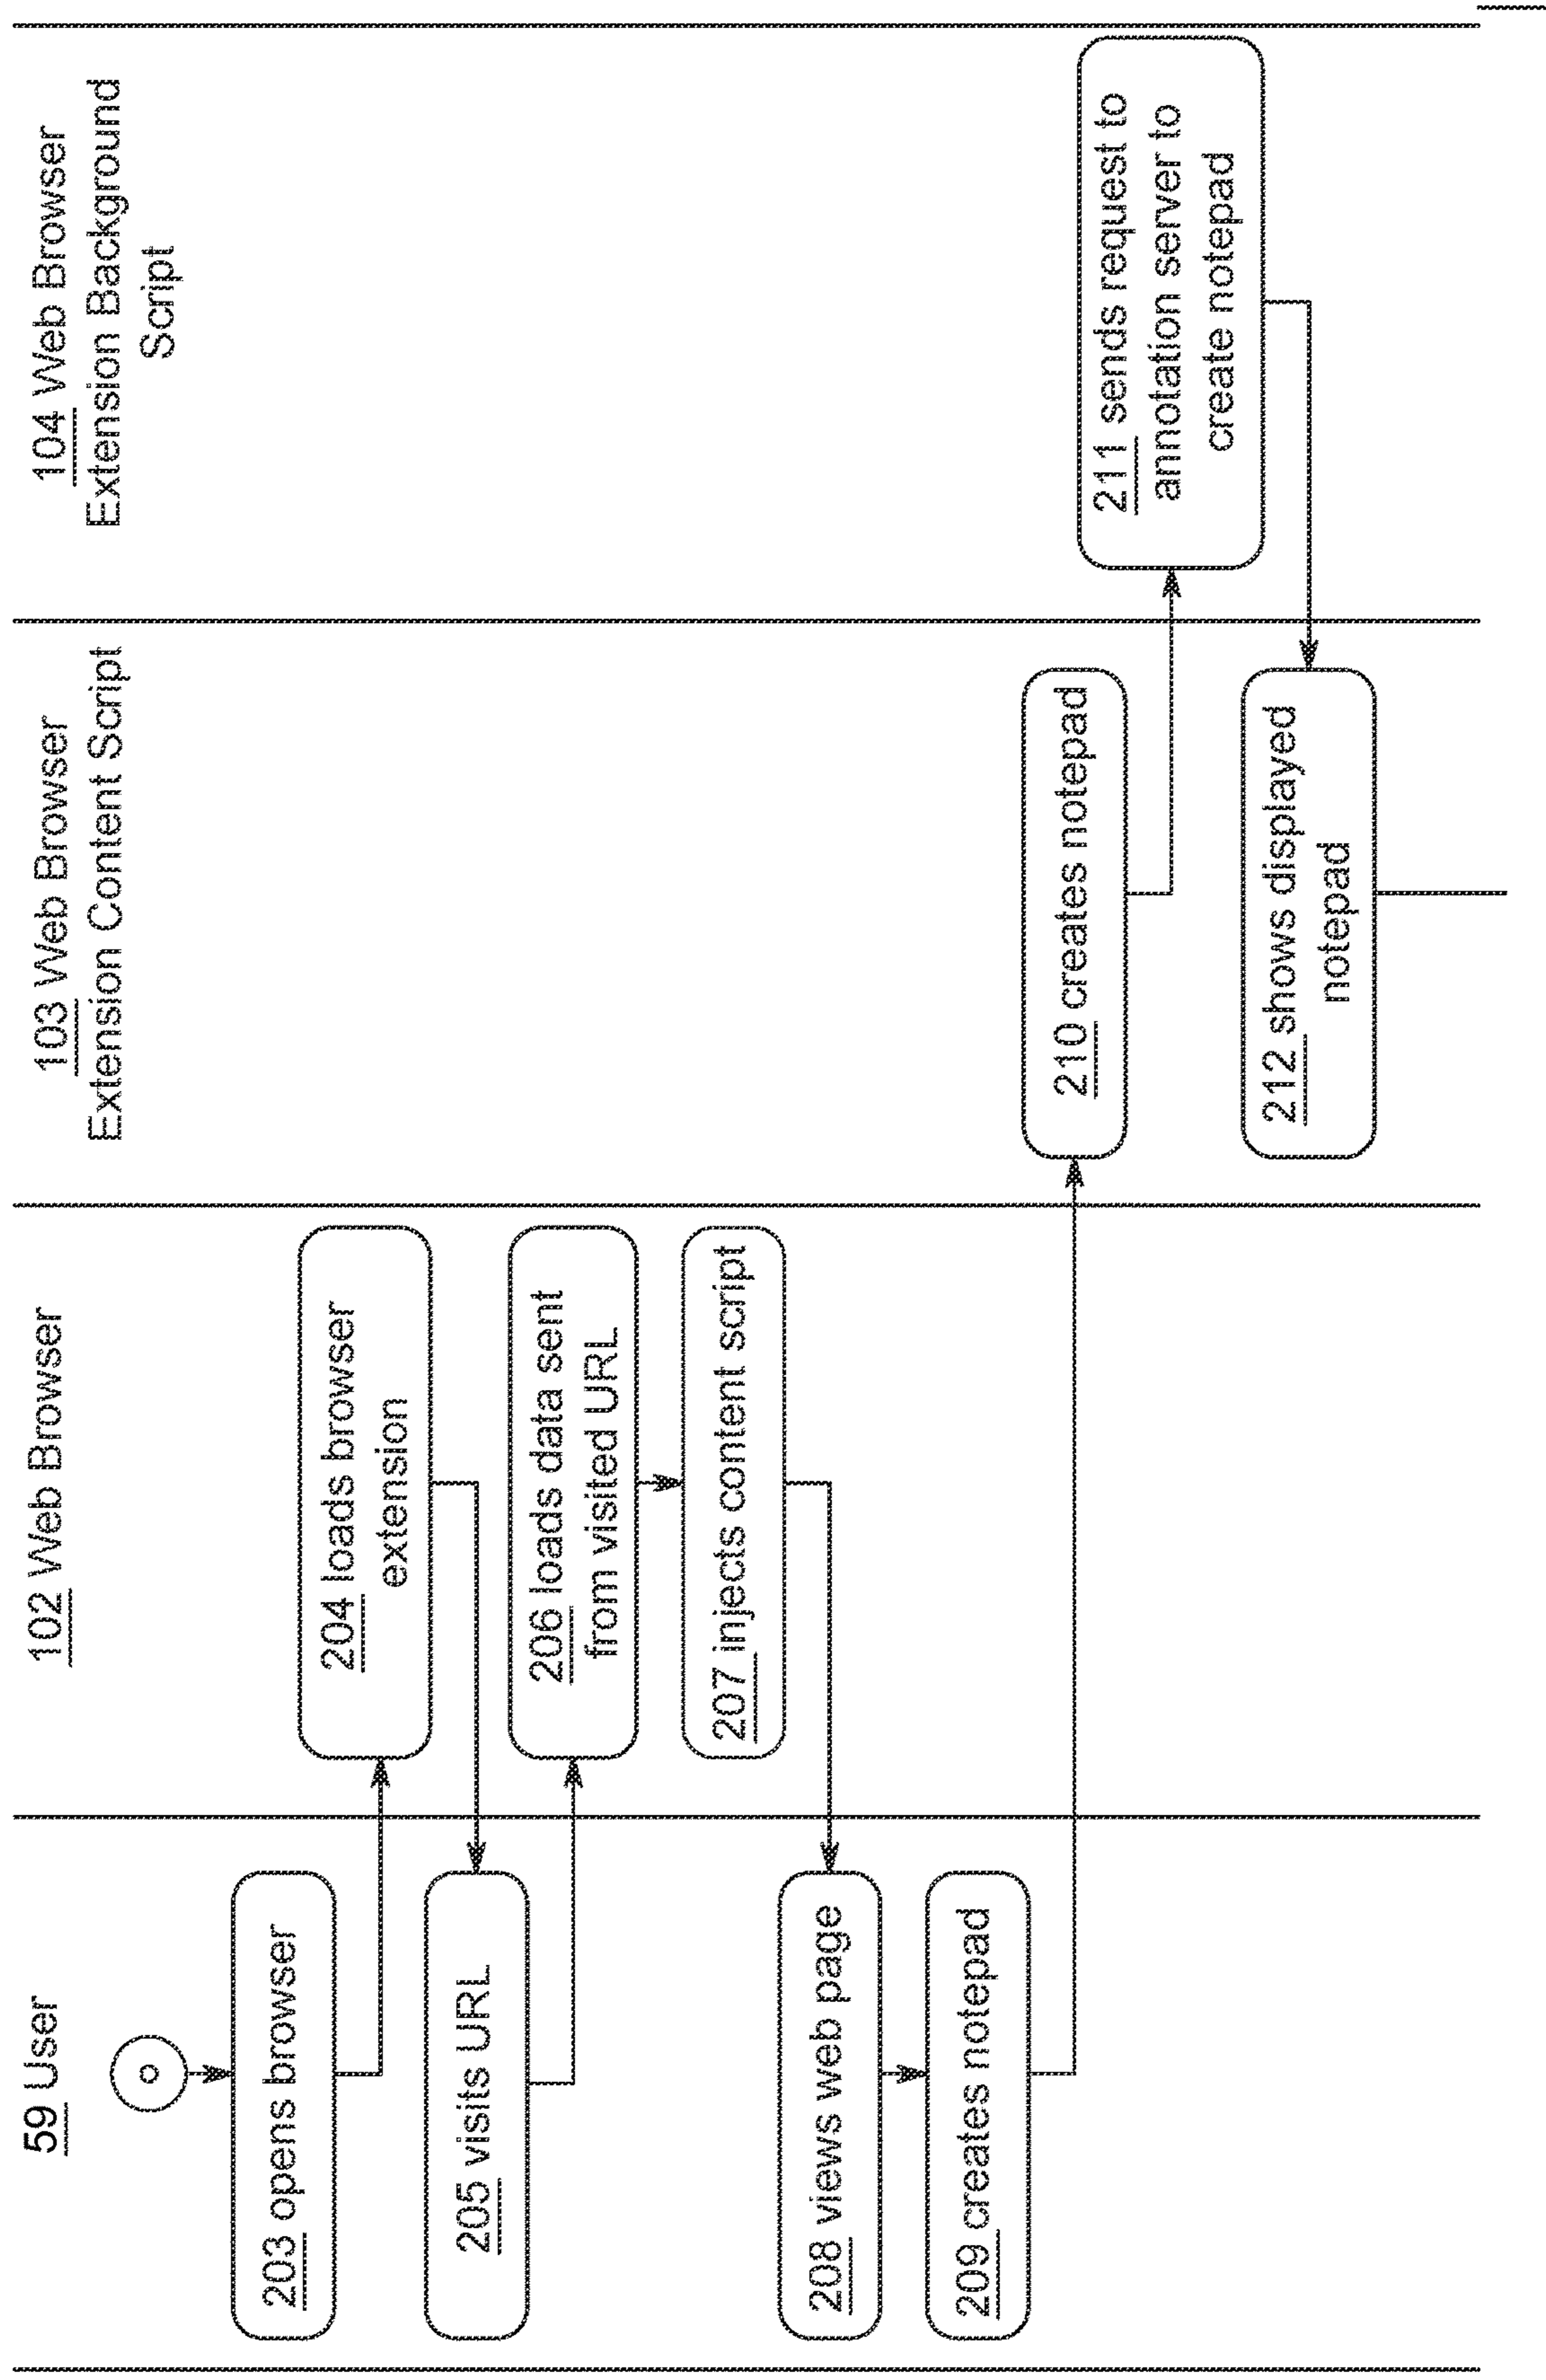 59 User
102 Web Browser
103 Web Browser
Extension Content Script
104 Web Browser
Extension Background
Script
203 opens browser
204 loads browser
extension
205 visits URL
206 loads data sent
from visited URL
207 injects content script
208 views web page
209 creates notepad
210 creates notepad
211 sends request to
annotation server to
create notepad
212 shows displayed
notepad